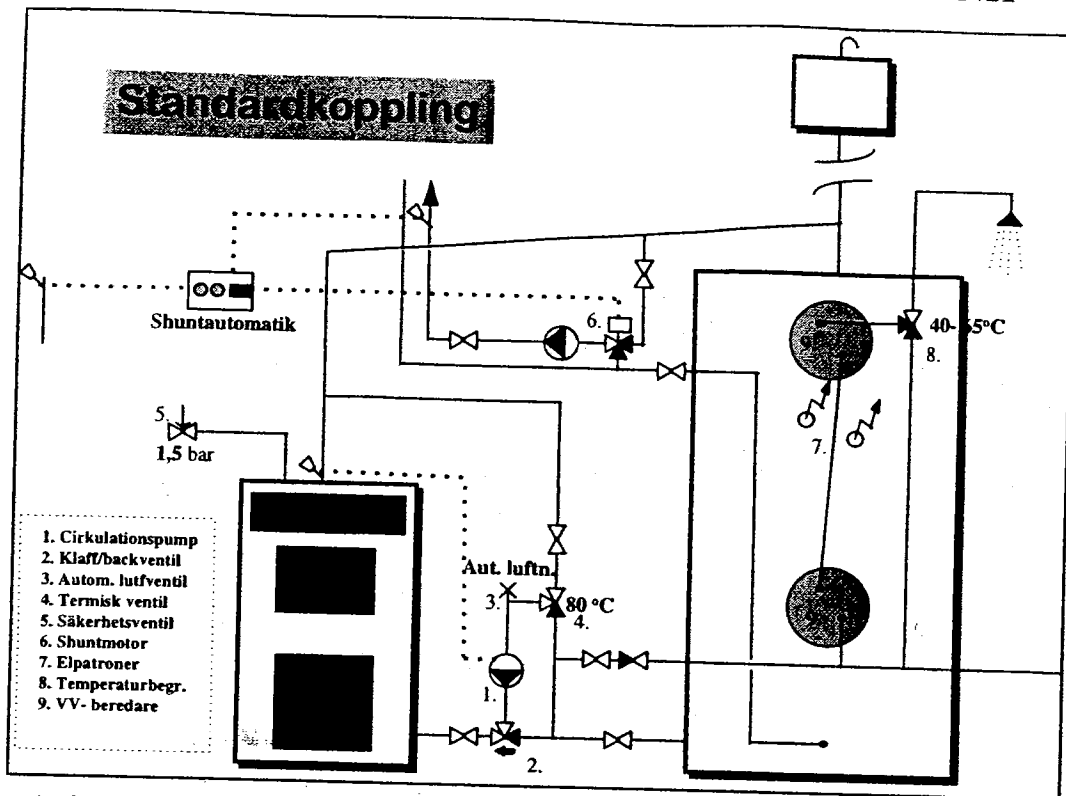 Standardkoppling
Shuntautomatik
6.
40-
5°C
8.
7.
5.
1,5 bar
1. Cirkulationspump
2. Klaff/backventil
3. Autom. lutfventil
4. Termisk ventil
5. Säkerhetsventil
6. Shuntmotor
7. Elpatroner
8. Temperaturbegr.
9. VV- beredare
Aut. luftn.
3.
80 °C
4.
1.
2.